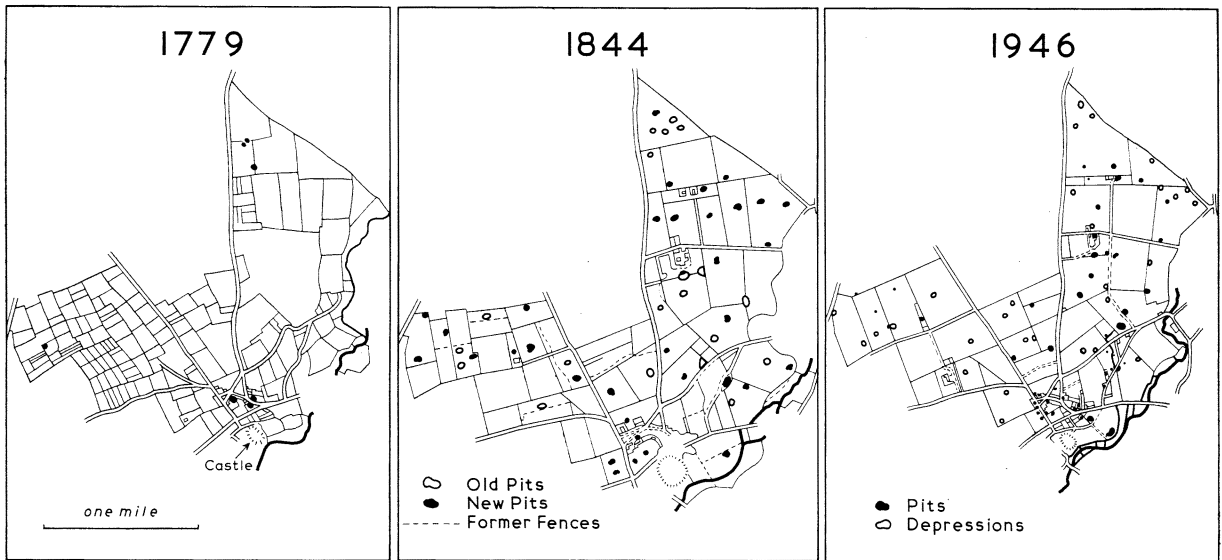 1779
Castle
one mile
1844
Old Pits
New Pits
Former Fences
1946
Pits
Depressions